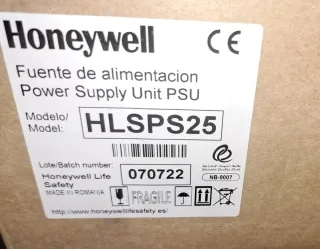 Honeywell CE
Fuente de alimentacion
Power Supply Unit PSU
Modelo/
Model: HLSPS25
Lote/Batch number:
Honeywell Life
Safety 070722
MADE IN ROMANIA FRAGILE
NB-0007
http://www.honeywelllifesafety.es/